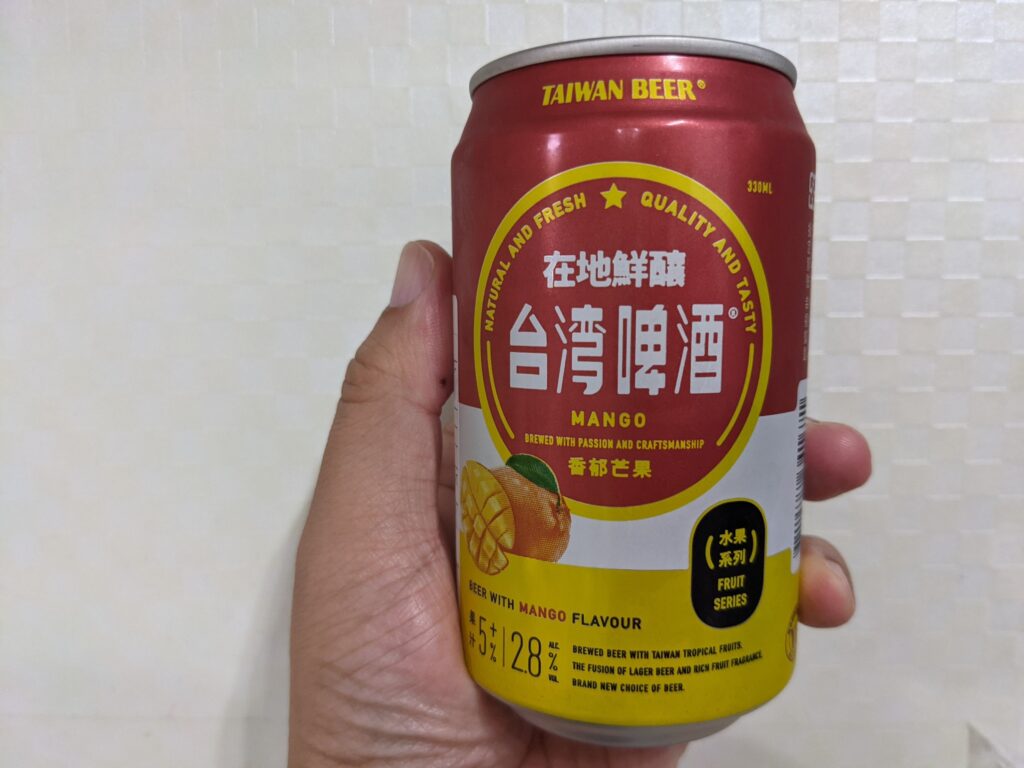 TAIWAN BEER®
330ML
NATURAL AND FRESH ★ QUALITY AND TASTY
在地鮮釀
台湾啤酒®
MANGO
BREWED WITH PASSION AND CRAFTSMANSHIP
香郁芒果
(水果
系列)
FRUIT
SERIES
BEER WITH MANGO FLAVOUR
果汁 5+% | 2.8 ALC. % VOL.
BREWED BEER WITH TAIWAN TROPICAL FRUITS.
THE FUSION OF LAGER BEER AND RICH FRUIT FRAGRANCE.
BRAND NEW CHOICE OF BEER.